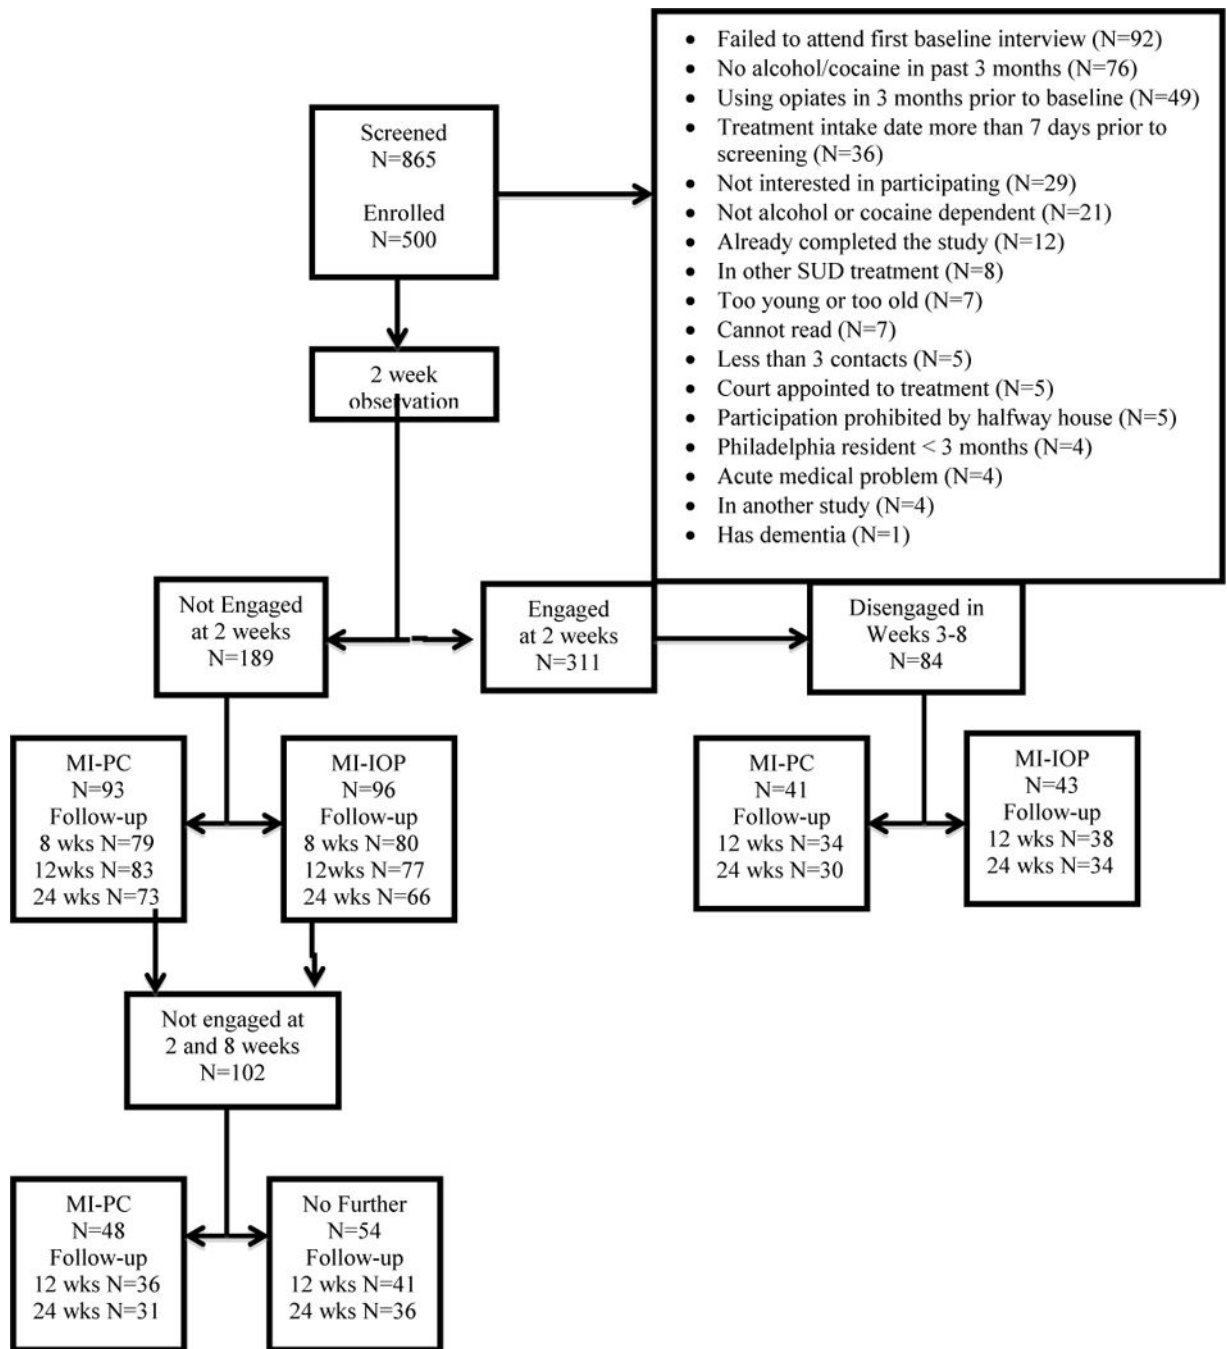 Screened
N=865
Enrolled
N=500
• Failed to attend first baseline interview (N=92)
• No alcohol/cocaine in past 3 months (N=76)
• Using opiates in 3 months prior to baseline (N=49)
• Treatment intake date more than 7 days prior to
screening (N=36)
• Not interested in participating (N=29)
• Not alcohol or cocaine dependent (N=21)
• Already completed the study (N=12)
• In other SUD treatment (N=8)
• Too young or too old (N=7)
• Cannot read (N=7)
• Less than 3 contacts (N=5)
• Court appointed to treatment (N=5)
• Participation prohibited by halfway house (N=5)
• Philadelphia resident < 3 months (N=4)
• Acute medical problem (N=4)
• In another study (N=4)
• Has dementia (N=1)
2 week
observation
Not Engaged
at 2 weeks
N=189
Engaged
at 2 weeks
N=311
Disengaged in
Weeks 3-8
N=84
MI-PC
N=93
Follow-up
8 wks N=79
12wks N=83
24 wks N=73
MI-IOP
N=96
Follow-up
8 wks N=80
12wks N=77
24 wks N=66
MI-PC
N=41
Follow-up
12 wks N=34
24 wks N=30
MI-IOP
N=43
Follow-up
12 wks N=38
24 wks N=34
Not engaged at
2 and 8 weeks
N=102
MI-PC
N=48
Follow-up
12 wks N=36
24 wks N=31
No Further
N=54
Follow-up
12 wks N=41
24 wks N=36